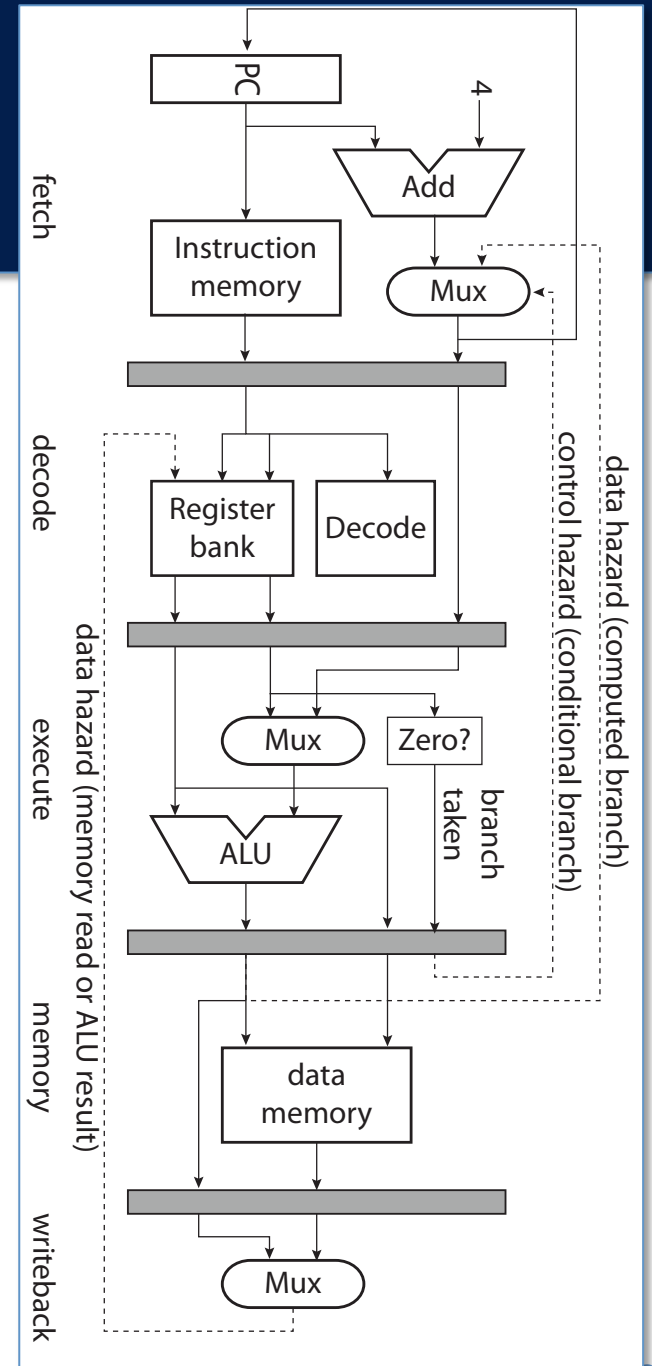 PC
4
Add
fetch
Instruction
memory
Mux
decode
Register
bank
Decode
data hazard (computed branch)
control hazard (conditional branch)
execute
Mux
Zero?
branch
taken
ALU
data hazard (memory read or ALU result)
memory
data
memory
writeback
Mux